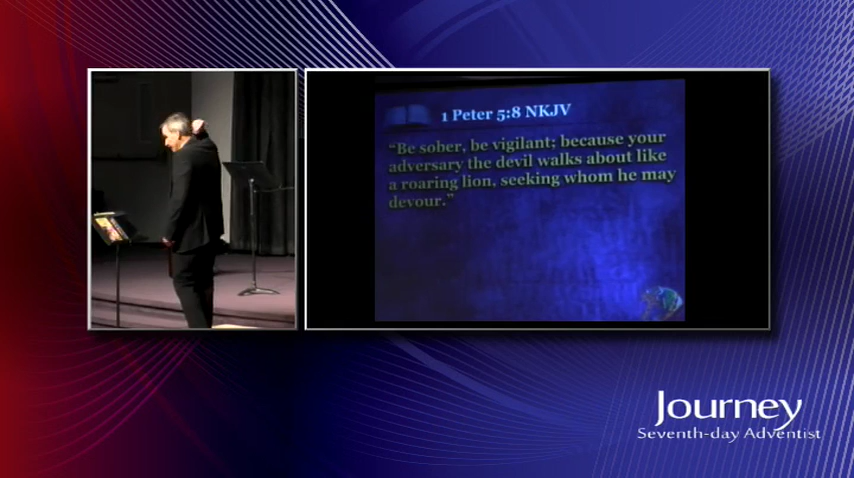 1 Peter 5:8 NKJV
“Be sober, be vigilant; because your
adversary the devil walks about like
a roaring lion, seeking whom he may
devour.”
Journey
Seventh-day Adventist